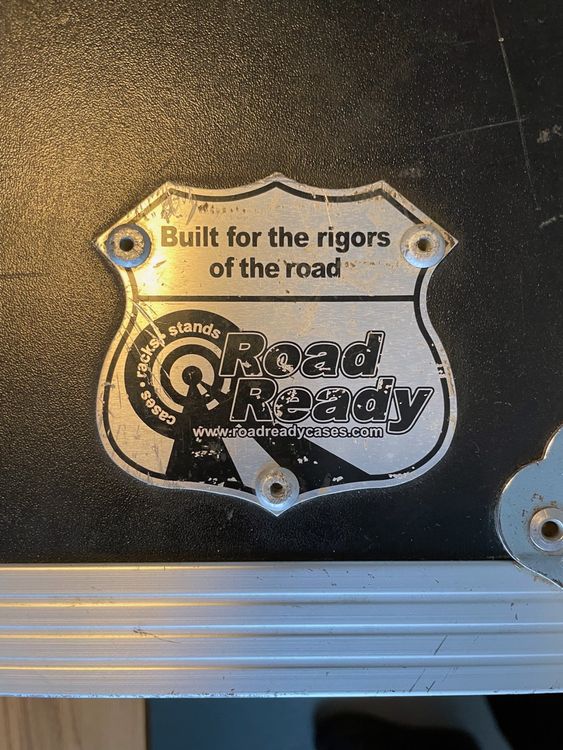 Built for the rigors
of the road
cases • racks • stands
Road
Ready
www.roadreadycases.com